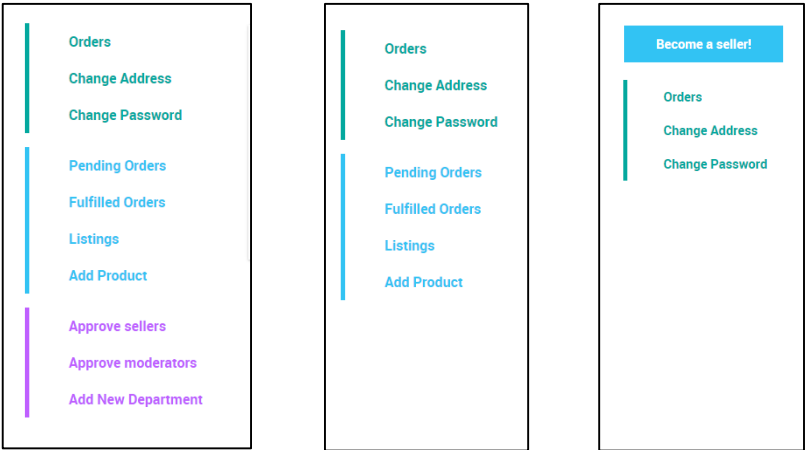 Orders
Change Address
Change Password
Pending Orders
Fulfilled Orders
Listings
Add Product
Approve sellers
Approve moderators
Add New Department
Orders
Change Address
Change Password
Pending Orders
Fulfilled Orders
Listings
Add Product
Become a seller!
Orders
Change Address
Change Password